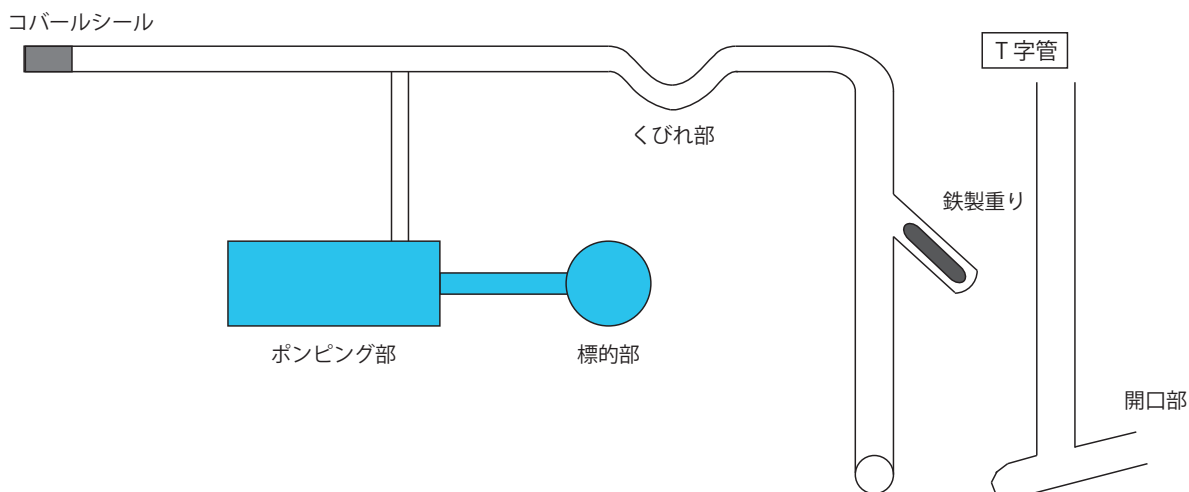 コバールシール
T字管
くびれ部
鉄製重り
ポンピング部
標的部
開口部